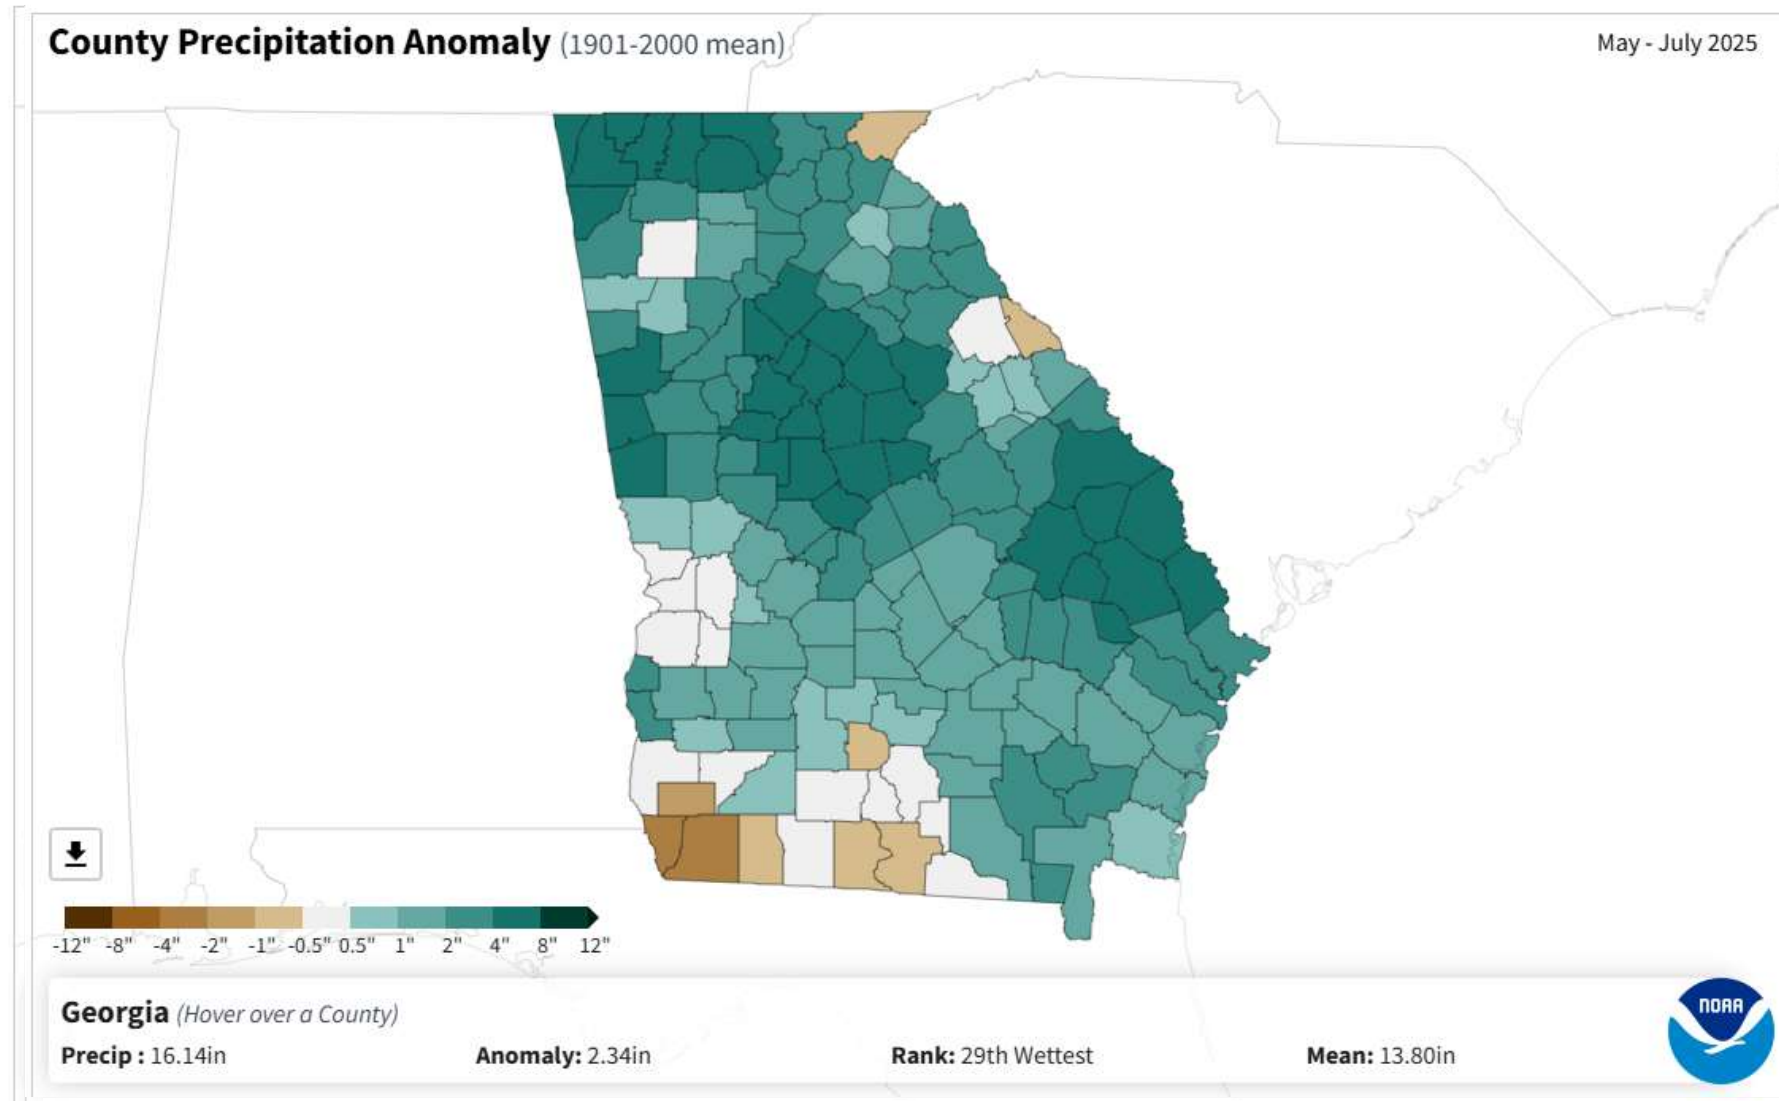 County Precipitation Anomaly (1901-2000 mean) May - July 2025
-12" -8" -4" -2" -1" -0.5" 0.5" 1" 2" 4" 8" 12"
Georgia (Hover over a County)
Precip : 16.14in Anomaly: 2.34in Rank: 29th Wettest Mean: 13.80in
NOAA